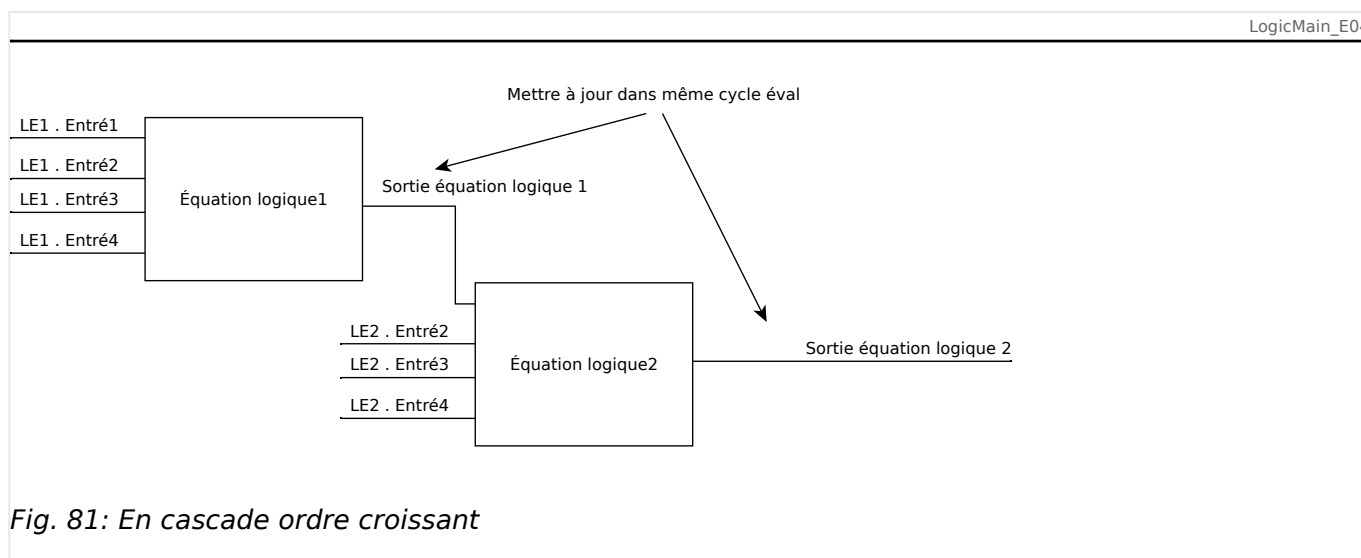 LogicMain_E04
Mettre à jour dans même cycle éval
LE1 . Entré1
LE1 . Entré2
LE1 . Entré3
LE1 . Entré4
Équation logique1
Sortie équation logique 1
LE2 . Entré2
LE2 . Entré3
LE2 . Entré4
Équation logique2
Sortie équation logique 2
Fig. 81: En cascade ordre croissant